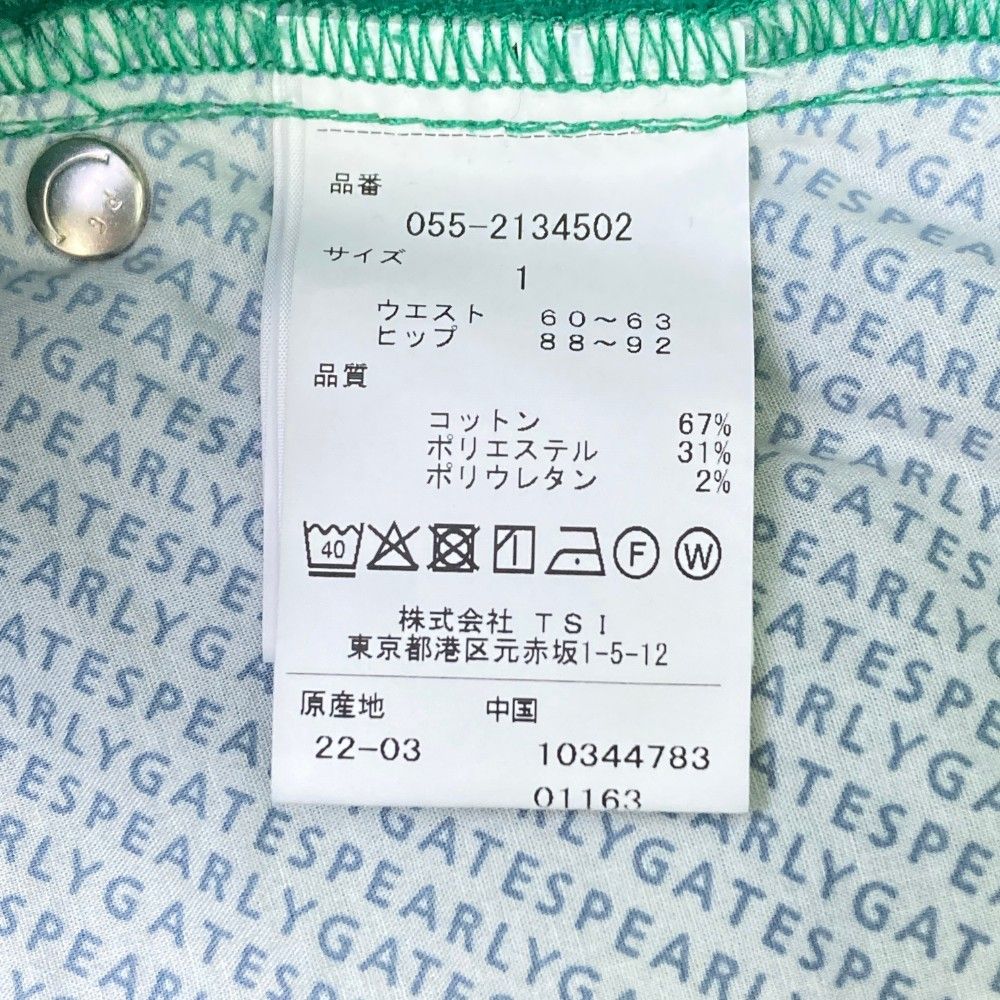 品番
055-2134502
サイズ
1
ウエスト 60～63
ヒップ 88～92
品質
コットン 67%
ポリエステル 31%
ポリウレタン 2%
40 F W
株式会社 TSI
東京都港区元赤坂1-5-12
原産地 中国
22-03 10344783
01163
PEARLYGATES